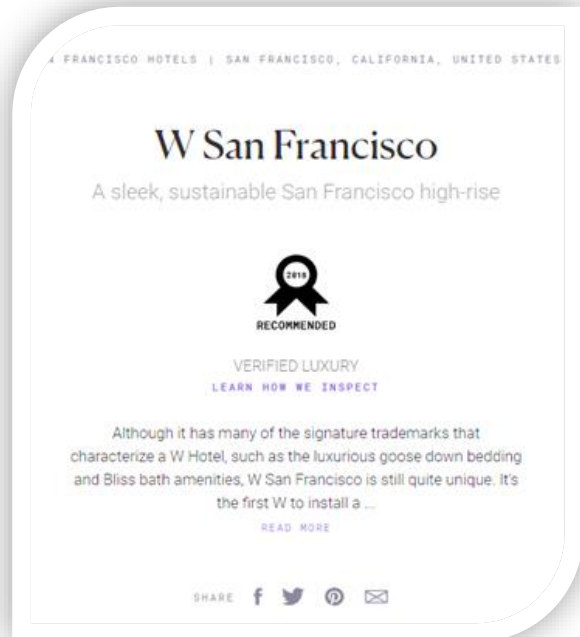 FRANCISCO HOTELS | SAN FRANCISCO, CALIFORNIA, UNITED STATES
W San Francisco
A sleek, sustainable San Francisco high-rise
2018
RECOMMENDED
VERIFIED LUXURY
LEARN HOW WE INSPECT
Although it has many of the signature trademarks that
characterize a W Hotel, such as the luxurious goose down bedding
and Bliss bath amenities, W San Francisco is still quite unique. It's
the first W to install a ...
READ MORE
SHARE